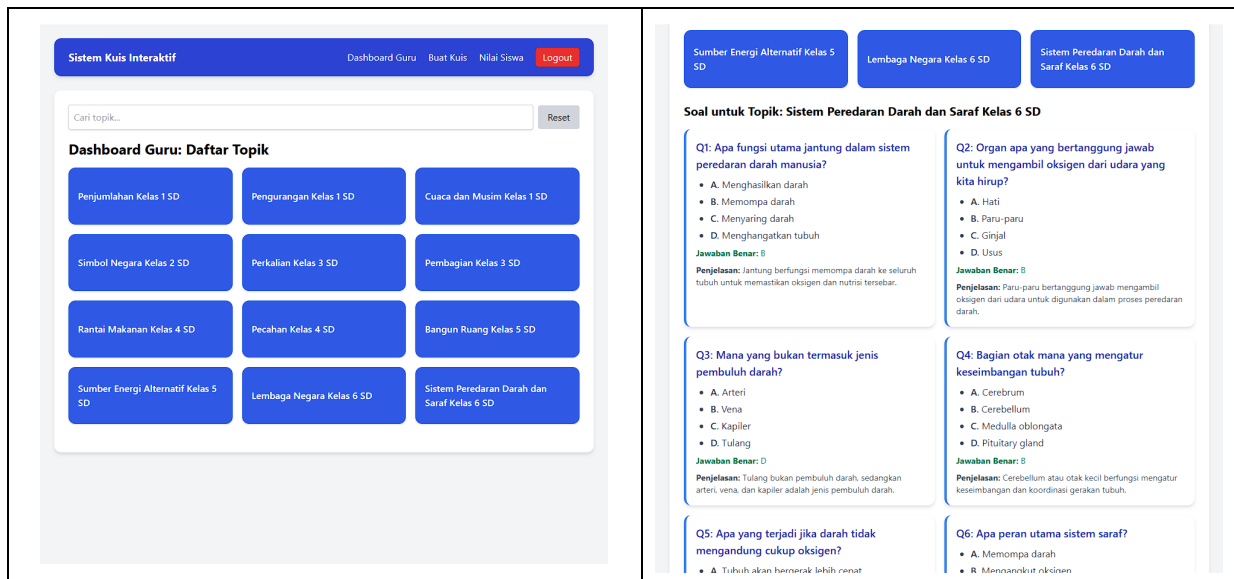 Sistem Kuis Interaktif
Dashboard Guru Buat Kuis Nilai Siswa Logout
Cari topik... Reset
Dashboard Guru: Daftar Topik
Penjumlahan Kelas 1 SD
Pengurangan Kelas 1 SD
Cuaca dan Musim Kelas 1 SD
Simbol Negara Kelas 2 SD
Perkalian Kelas 3 SD
Pembagian Kelas 3 SD
Rantai Makanan Kelas 4 SD
Pecahan Kelas 4 SD
Bangun Ruang Kelas 5 SD
Sumber Energi Alternatif Kelas 5
SD
Lembaga Negara Kelas 6 SD
Sistem Peredaran Darah dan
Saraf Kelas 6 SD
Sumber Energi Alternatif Kelas 5
SD
Lembaga Negara Kelas 6 SD
Sistem Peredaran Darah dan
Saraf Kelas 6 SD
Soal untuk Topik: Sistem Peredaran Darah dan Saraf Kelas 6 SD
Q1: Apa fungsi utama jantung dalam sistem
peredaran darah manusia?
• A. Menghasilkan darah
• B. Memompa darah
• C. Menyaring darah
• D. Menghangatkan tubuh
Jawaban Benar: B
Penjelasan: Jantung berfungsi memompa darah ke seluruh
tubuh untuk memastikan oksigen dan nutrisi tersebar.
Q2: Organ apa yang bertanggung jawab
untuk mengambil oksigen dari udara yang
kita hirup?
• A. Hati
• B. Paru-paru
• C. Ginjal
• D. Usus
Jawaban Benar: B
Penjelasan: Paru-paru bertanggung jawab mengambil
oksigen dari udara untuk digunakan dalam proses peredaran
darah.
Q3: Mana yang bukan termasuk jenis
pembuluh darah?
• A. Arteri
• B. Vena
• C. Kapiler
• D. Tulang
Jawaban Benar: D
Penjelasan: Tulang bukan pembuluh darah, sedangkan
arteri, vena, dan kapiler adalah jenis pembuluh darah.
Q4: Bagian otak mana yang mengatur
keseimbangan tubuh?
• A. Cerebrum
• B. Cerebellum
• C. Medulla oblongata
• D. Pituitary gland
Jawaban Benar: B
Penjelasan: Cerebellum atau otak kecil berfungsi mengatur
keseimbangan dan koordinasi gerakan tubuh.
Q5: Apa yang terjadi jika darah tidak
mengandung cukup oksigen?
• A. Tubuh akan bergerak lebih cepat
Q6: Apa peran utama sistem saraf?
• A. Memompa darah
• B. Mengangkut oksigen